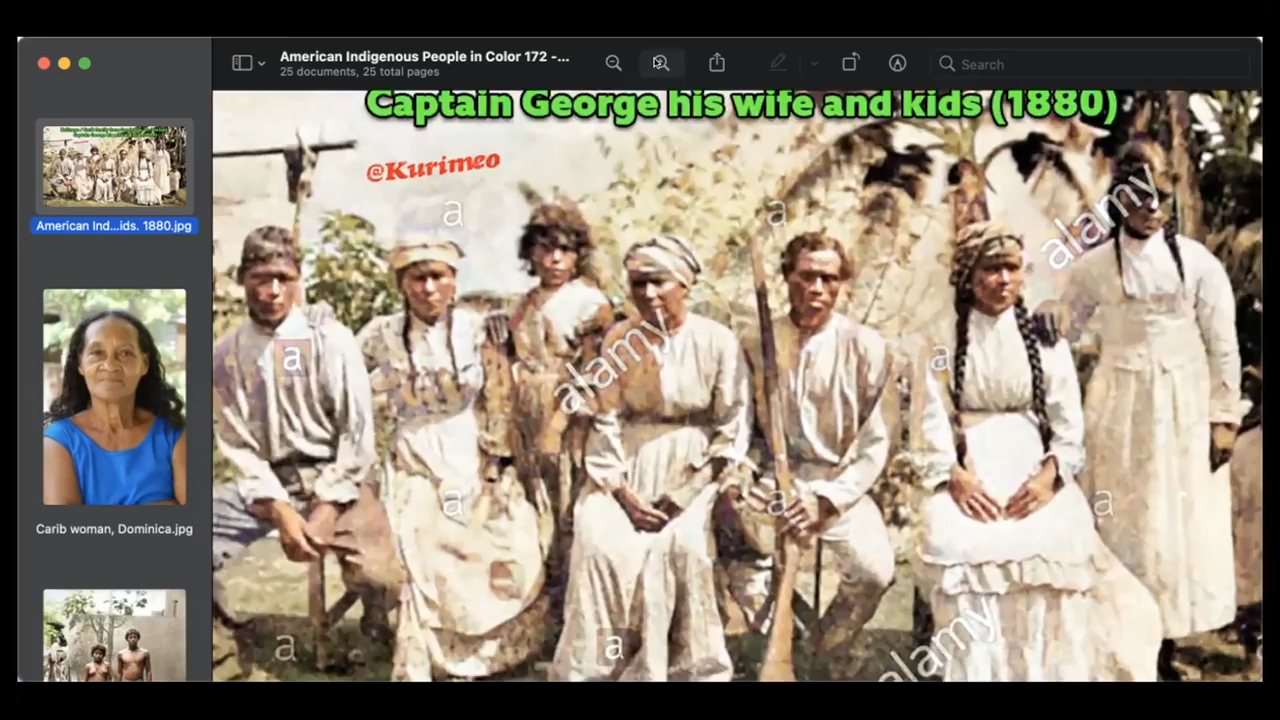 American Indigenous People in Color 172 -...
25 documents, 25 total pages
Search
Captain George his wife and kids (1880)
@Kurimeo
a
a
alamy
a
alamy
a
a
a
a
a
a
alamy
American Ind...ids. 1880.jpg
Carib woman, Dominica.jpg